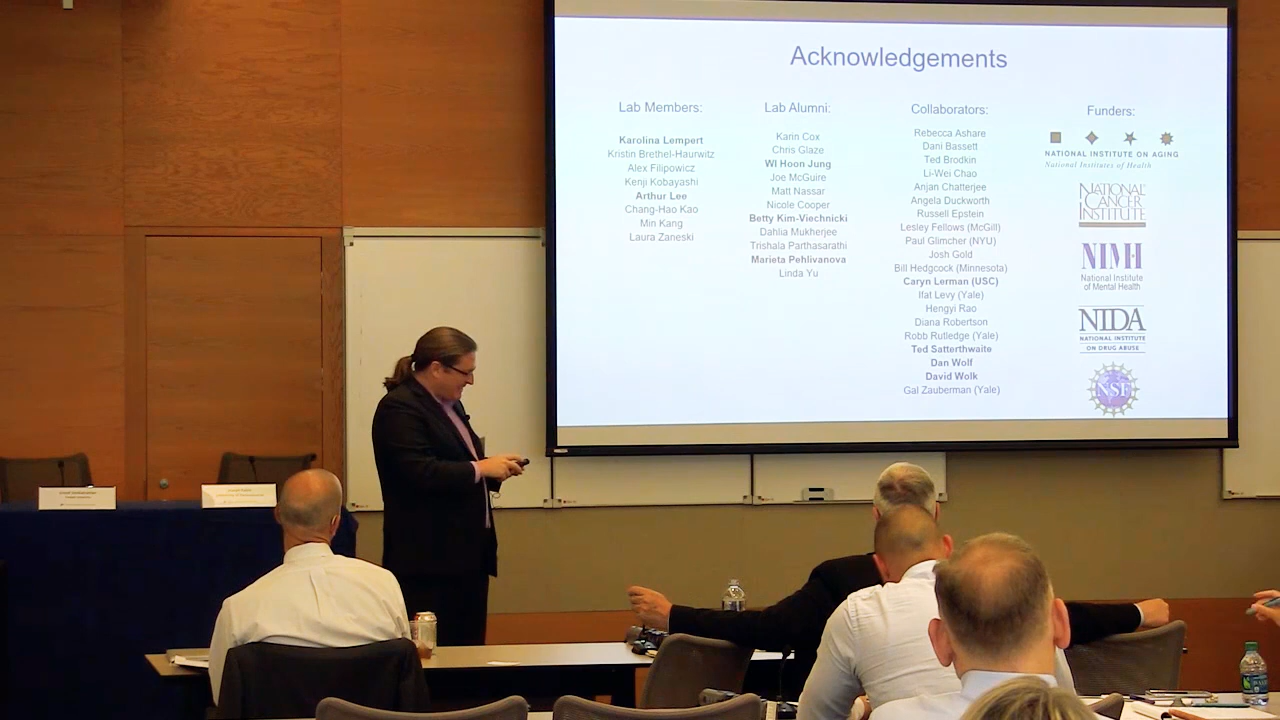 Acknowledgements
Lab Members:
Karolina Lempert
Kristin Brethel-Haurwitz
Alex Filipowicz
Kenji Kobayashi
Arthur Lee
Chang-Hao Kao
Min Kang
Laura Zaneski
Lab Alumni:
Karin Cox
Chris Glaze
WI Hoon Jung
Joe McGuire
Matt Nassar
Nicole Cooper
Betty Kim-Viechnicki
Dahlia Mukherjee
Trishala Parthasarathi
Marieta Pehlivanova
Linda Yu
Collaborators:
Rebecca Ashare
Dani Bassett
Ted Brodkin
Li-Wei Chao
Anjan Chatterjee
Angela Duckworth
Russell Epstein
Lesley Fellows (McGill)
Paul Glimcher (NYU)
Josh Gold
Bill Hedgcock (Minnesota)
Caryn Lerman (USC)
Ifat Levy (Yale)
Hengyi Rao
Diana Robertson
Robb Rutledge (Yale)
Ted Satterthwaite
Dan Wolf
David Wolk
Gal Zauberman (Yale)
Funders:
NATIONAL INSTITUTE ON AGING
National Institutes of Health
NATIONAL
CANCER
INSTITUTE
NIMH
National Institute
of Mental Health
NIDA
NATIONAL INSTITUTE
ON DRUG ABUSE
NSF